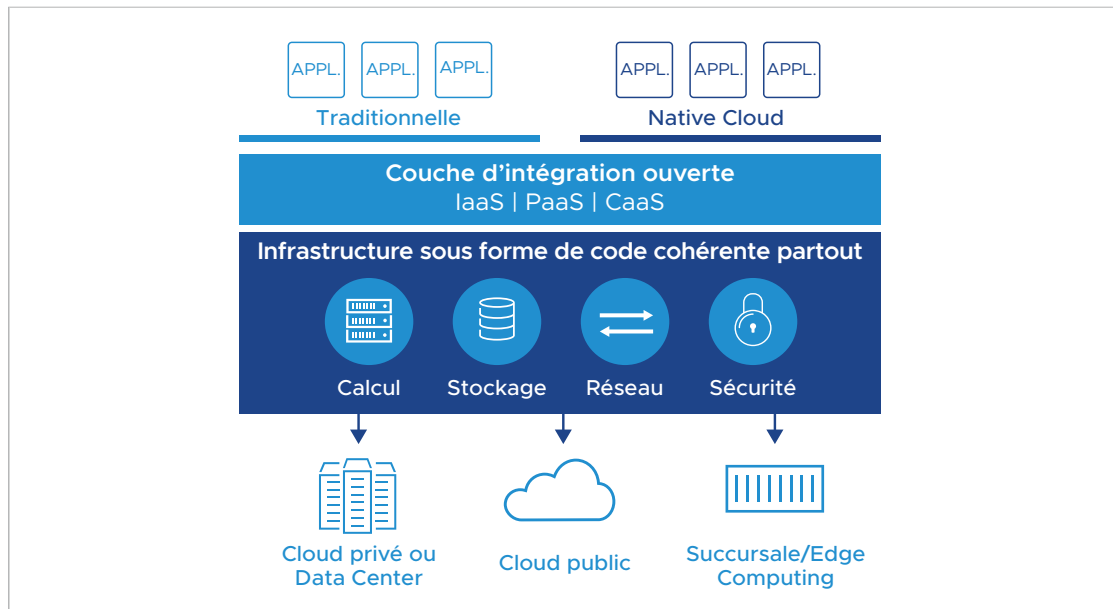 APPL. APPL. APPL.
Traditionnelle
APPL. APPL. APPL.
Native Cloud
Couche d'intégration ouverte
IaaS | PaaS | CaaS
Infrastructure sous forme de code cohérente partout
Calcul
Stockage
Réseau
Sécurité
Cloud privé ou
Data Center
Cloud public
Succursale/Edge
Computing